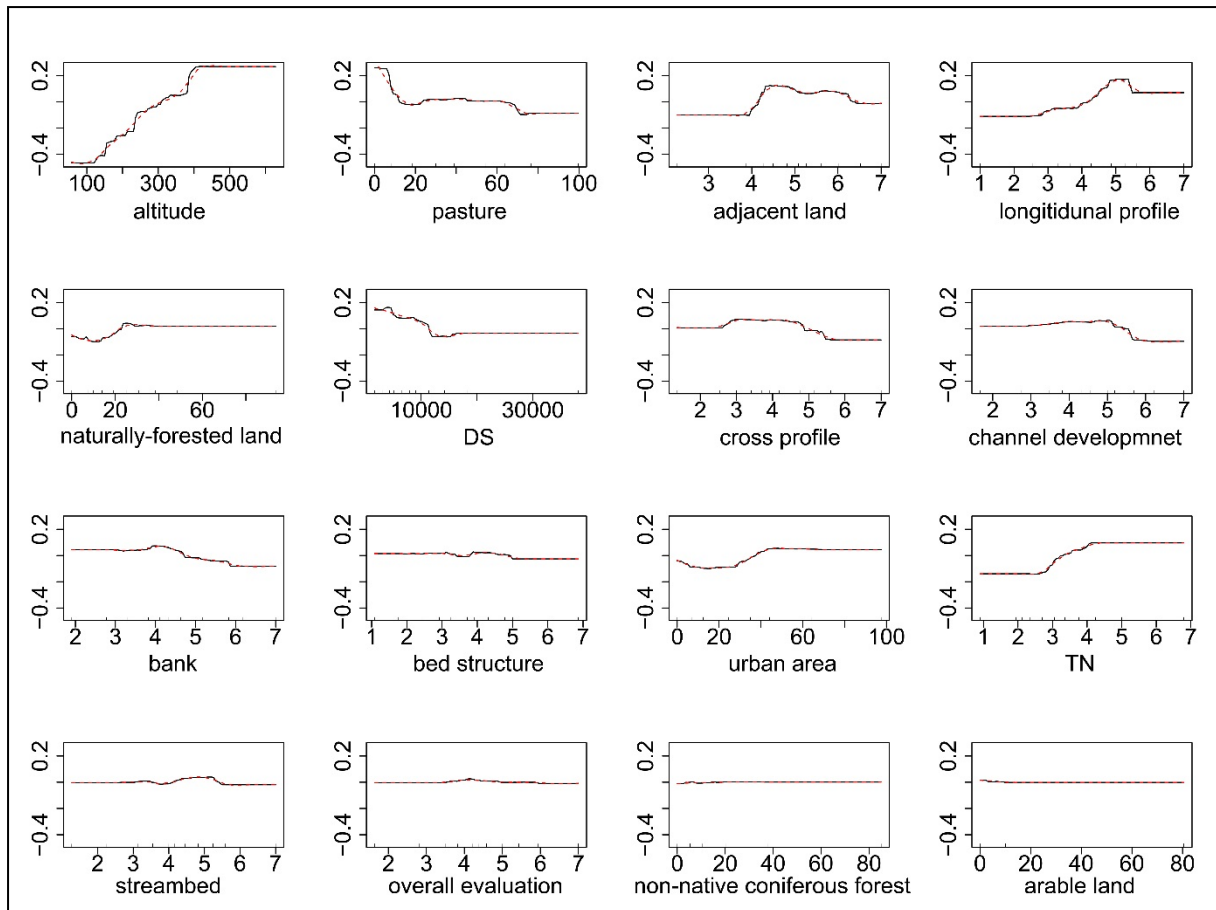 0.2 0.2 0.2 0.2
-0.4 -0.4 -0.4 -0.4
100 300 500 0 20 60 100 3 4 5 6 7 1 2 3 4 5 6 7
altitude pasture adjacent land longitidunal profile
0.2 0.2 0.2 0.2
-0.4 -0.4 -0.4 -0.4
0 20 60 10000 30000 2 3 4 5 6 7 2 3 4 5 6 7
naturally-forested land DS cross profile channel developmnet
0.2 0.2 0.2 0.2
-0.4 -0.4 -0.4 -0.4
2 3 4 5 6 7 1 2 3 4 5 6 7 0 20 60 100 1 2 3 4 5 6 7
bank bed structure urban area TN
0.2 0.2 0.2 0.2
-0.4 -0.4 -0.4 -0.4
2 3 4 5 6 7 2 3 4 5 6 7 0 20 40 60 80 0 20 40 60 80
streambed overall evaluation non-native coniferous forest arable land